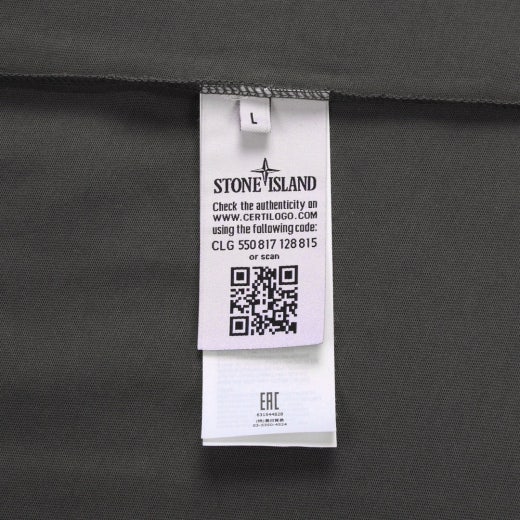 L
STONE ISLAND
Check the authenticity on
WWW.CERTILOGO.COM
using the following code:
CLG 550 817 128 815
or scan
EAC